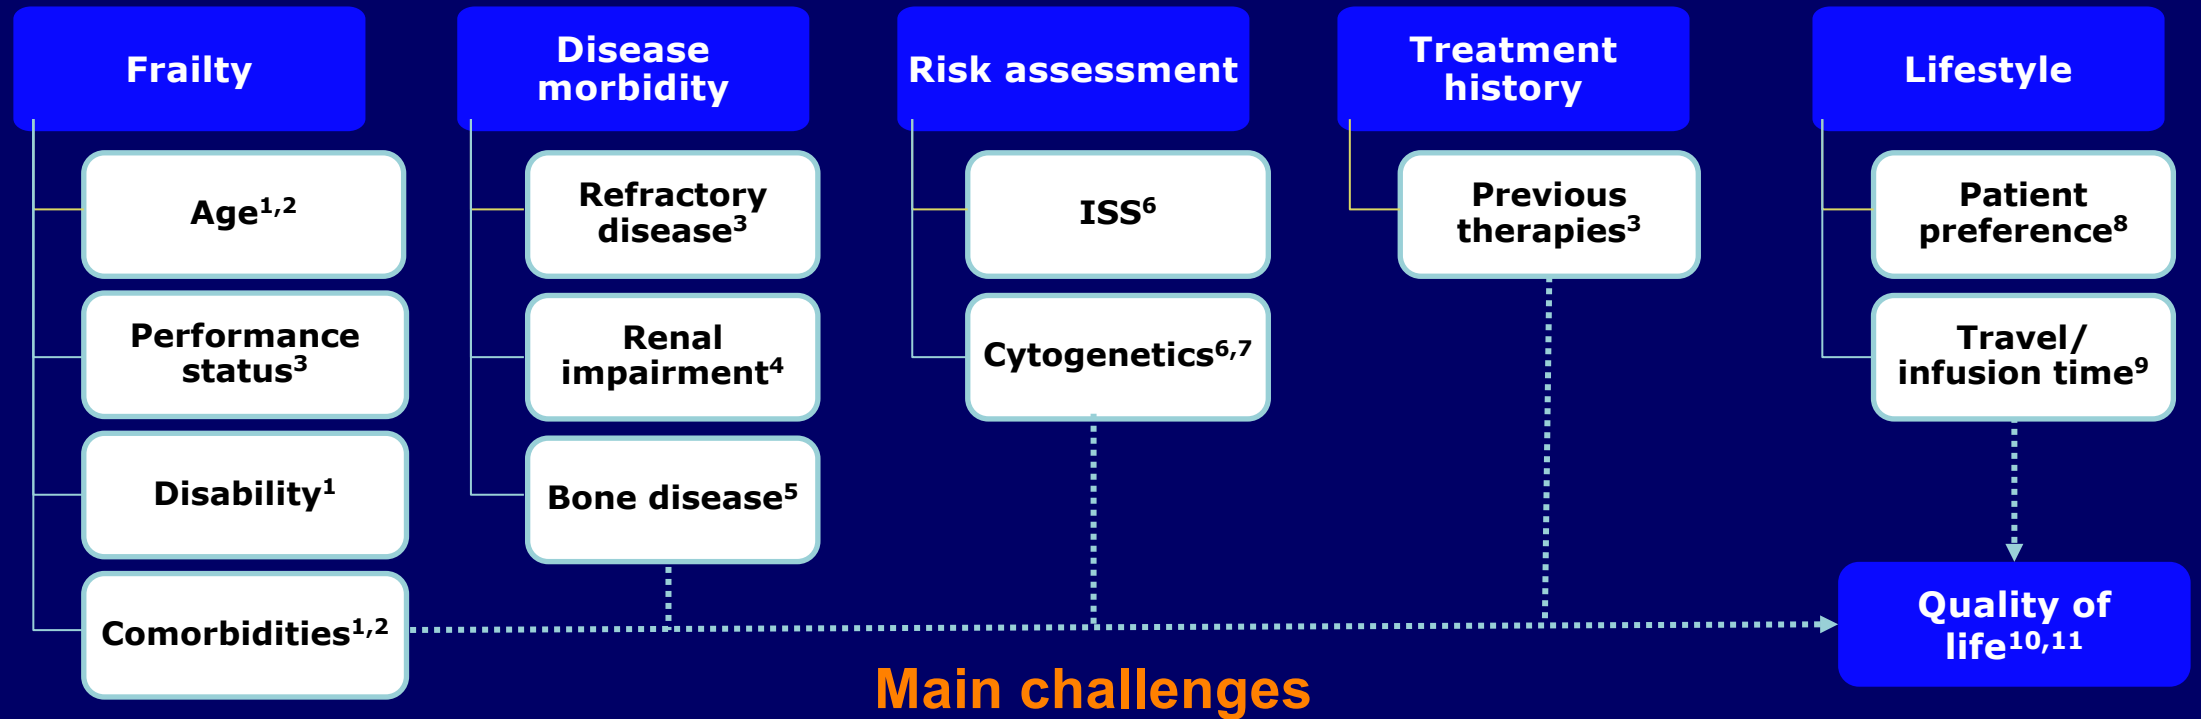 Frailty
Age1,2
Performance
status3
Disability1
Comorbidities1,2
Disease
morbidity
Refractory
disease3
Renal
impairment4
Bone disease5
Risk assessment
ISS6
Cytogenetics6,7
Treatment
history
Previous
therapies3
Lifestyle
Patient
preference8
Travel/
infusion time9
Quality of
life10,11
Main challenges